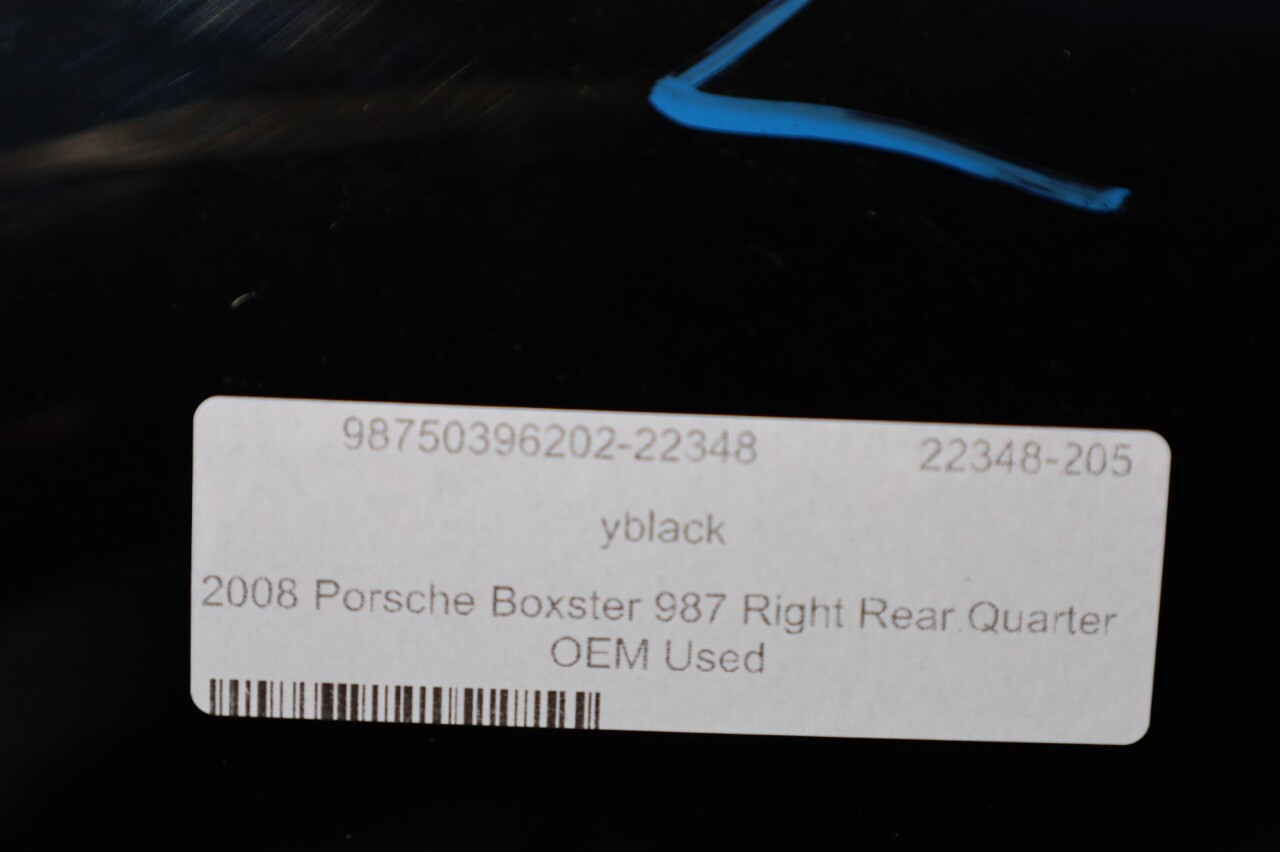 98750396202-22348 22348-205
yblack
2008 Porsche Boxster 987 Right Rear Quarter
OEM Used